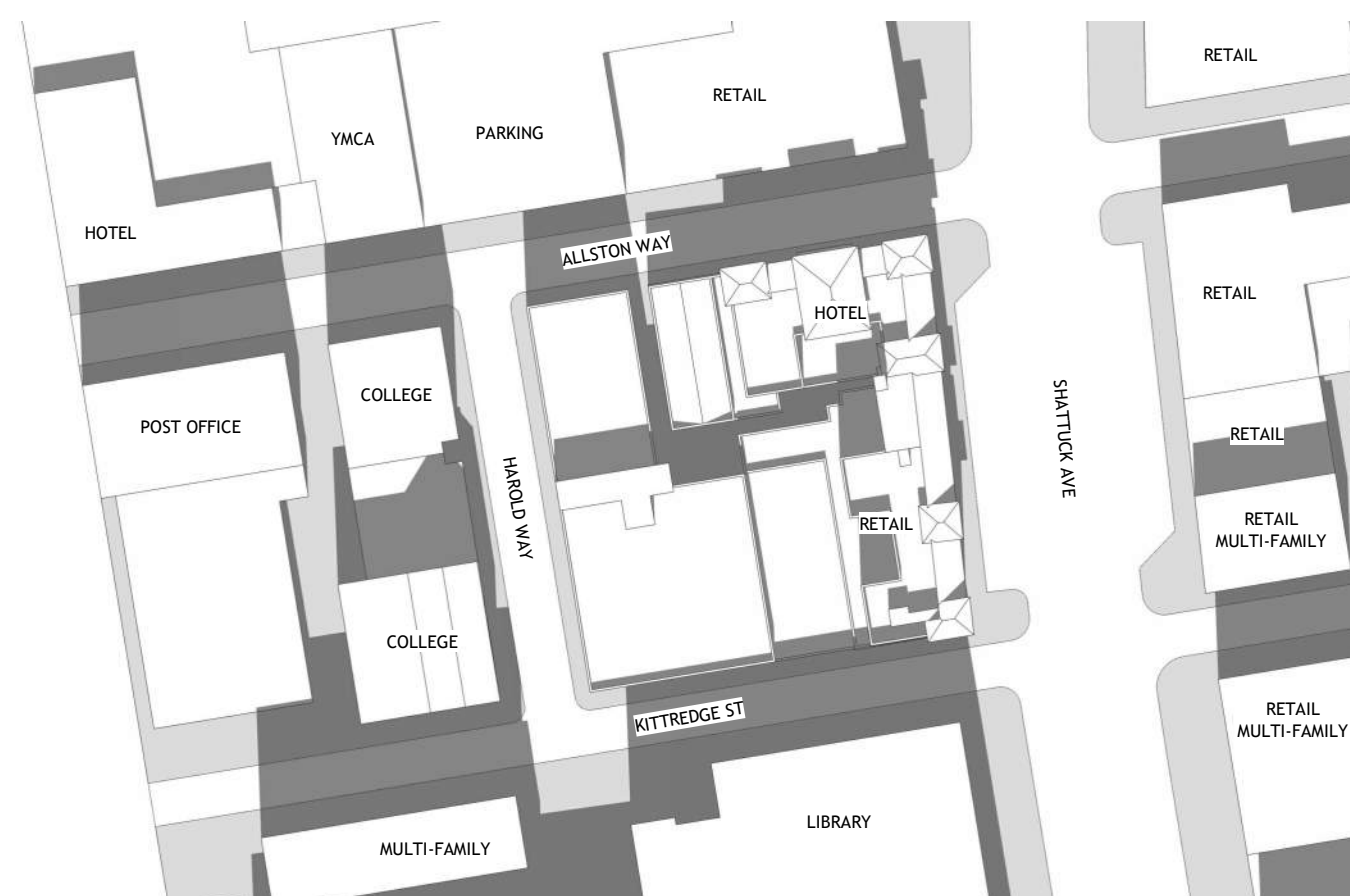 RETAIL
RETAIL
YMCA
PARKING
HOTEL
ALLSTON WAY
RETAIL
HOTEL
COLLEGE
SHATTUCK AVE
POST OFFICE
RETAIL
HAROLD WAY
RETAIL
RETAIL
MULTI-FAMILY
COLLEGE
KITTREDGE ST
RETAIL
MULTI-FAMILY
LIBRARY
MULTI-FAMILY